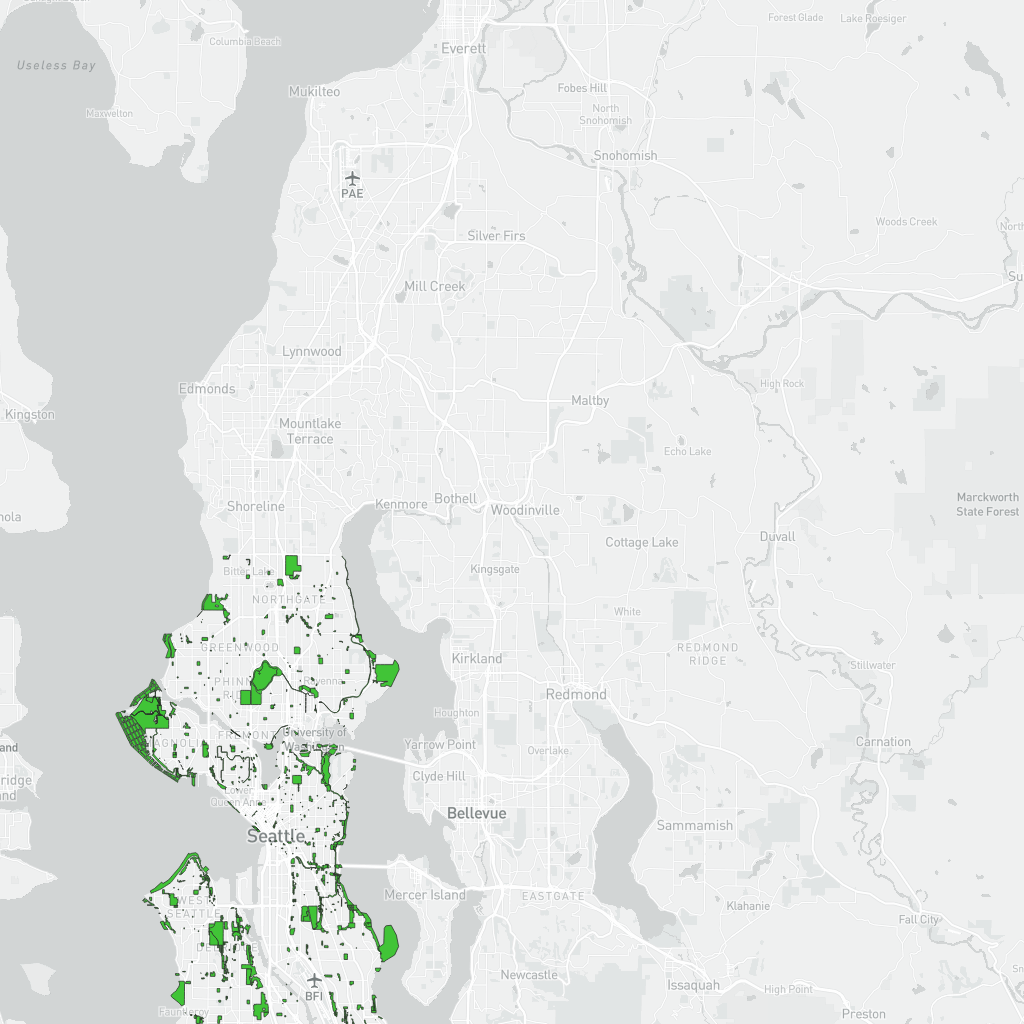 Columbia Beach
Forest Glade
Lake Roesiger
Everett
Useless Bay
Mukilteo
Fobes Hill
Maxwelton
North
Snohomish
Snohomish
PAE
Woods Creek
Silver Firs
Mill Creek
Lynnwood
Edmonds
High Rock
Kingston
Maltby
Mountlake
Terrace
Echo Lake
Marckworth
State Forest
Shoreline
Kenmore
Bothell
Woodinville
Duvall
Cottage Lake
Bitter Lake
Kingsgate
NORTHGATE
White
GREENWOOD
REDMOND
RIDGE
Kirkland
Stillwater
Ravenna
Redmond
Houghton
FREMONT
University of
Washington
Yarrow Point
Overlake
Carnation
Clyde Hill
Lower
Queen Anne
Bellevue
Seattle
Sammamish
Mercer Island
EASTGATE
WEST
SEATTLE
Klahanie
Fall City
Newcastle
Issaquah
High Point
BFI
Fauntleroy
Preston